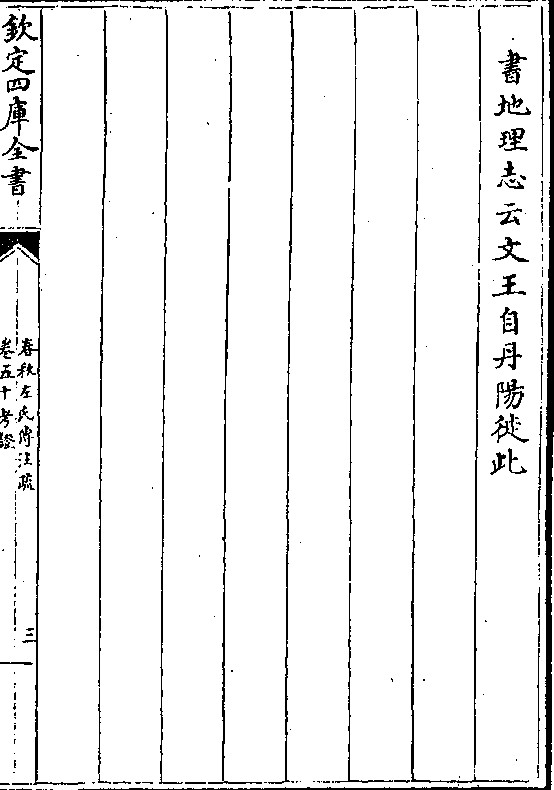 書地理志云文王自丹陽徙此
欽定四庫全書
春秋左氏傳注疏
卷五十考證
三